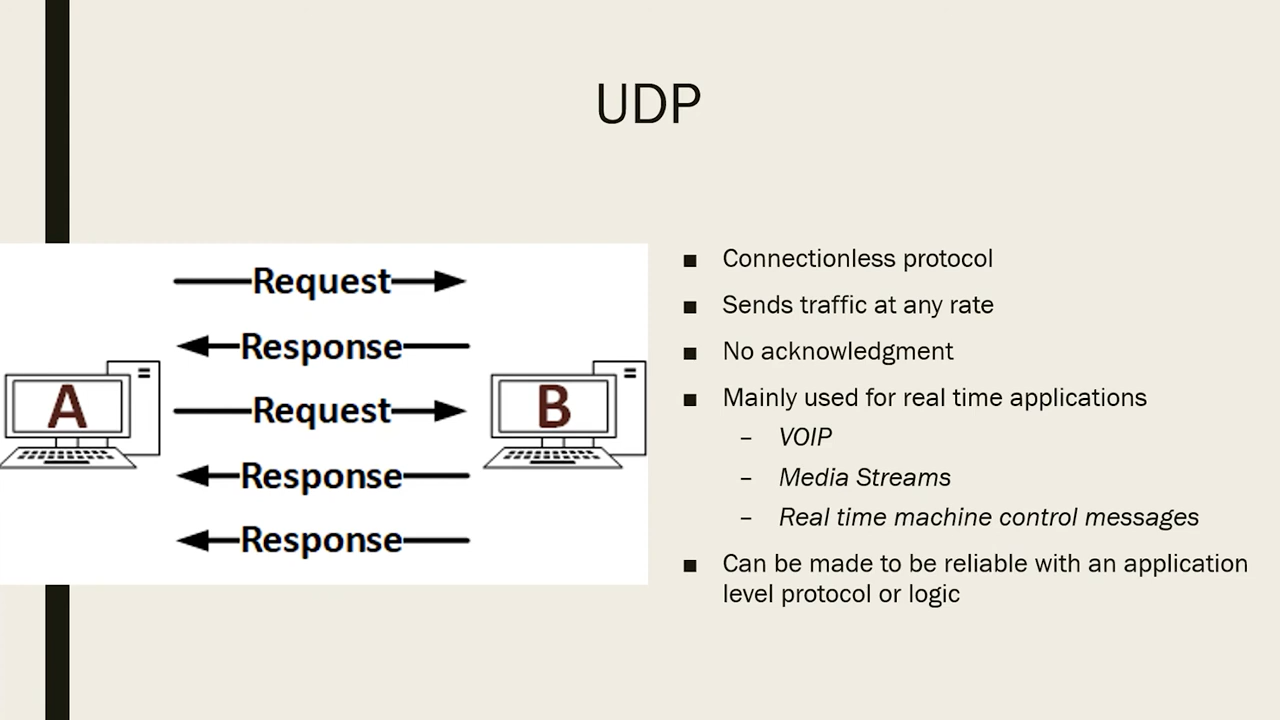 UDP
Request
Response
Request
Response
Response
A
B
■ Connectionless protocol
■ Sends traffic at any rate
■ No acknowledgment
■ Mainly used for real time applications
– VOIP
– Media Streams
– Real time machine control messages
■ Can be made to be reliable with an application
level protocol or logic